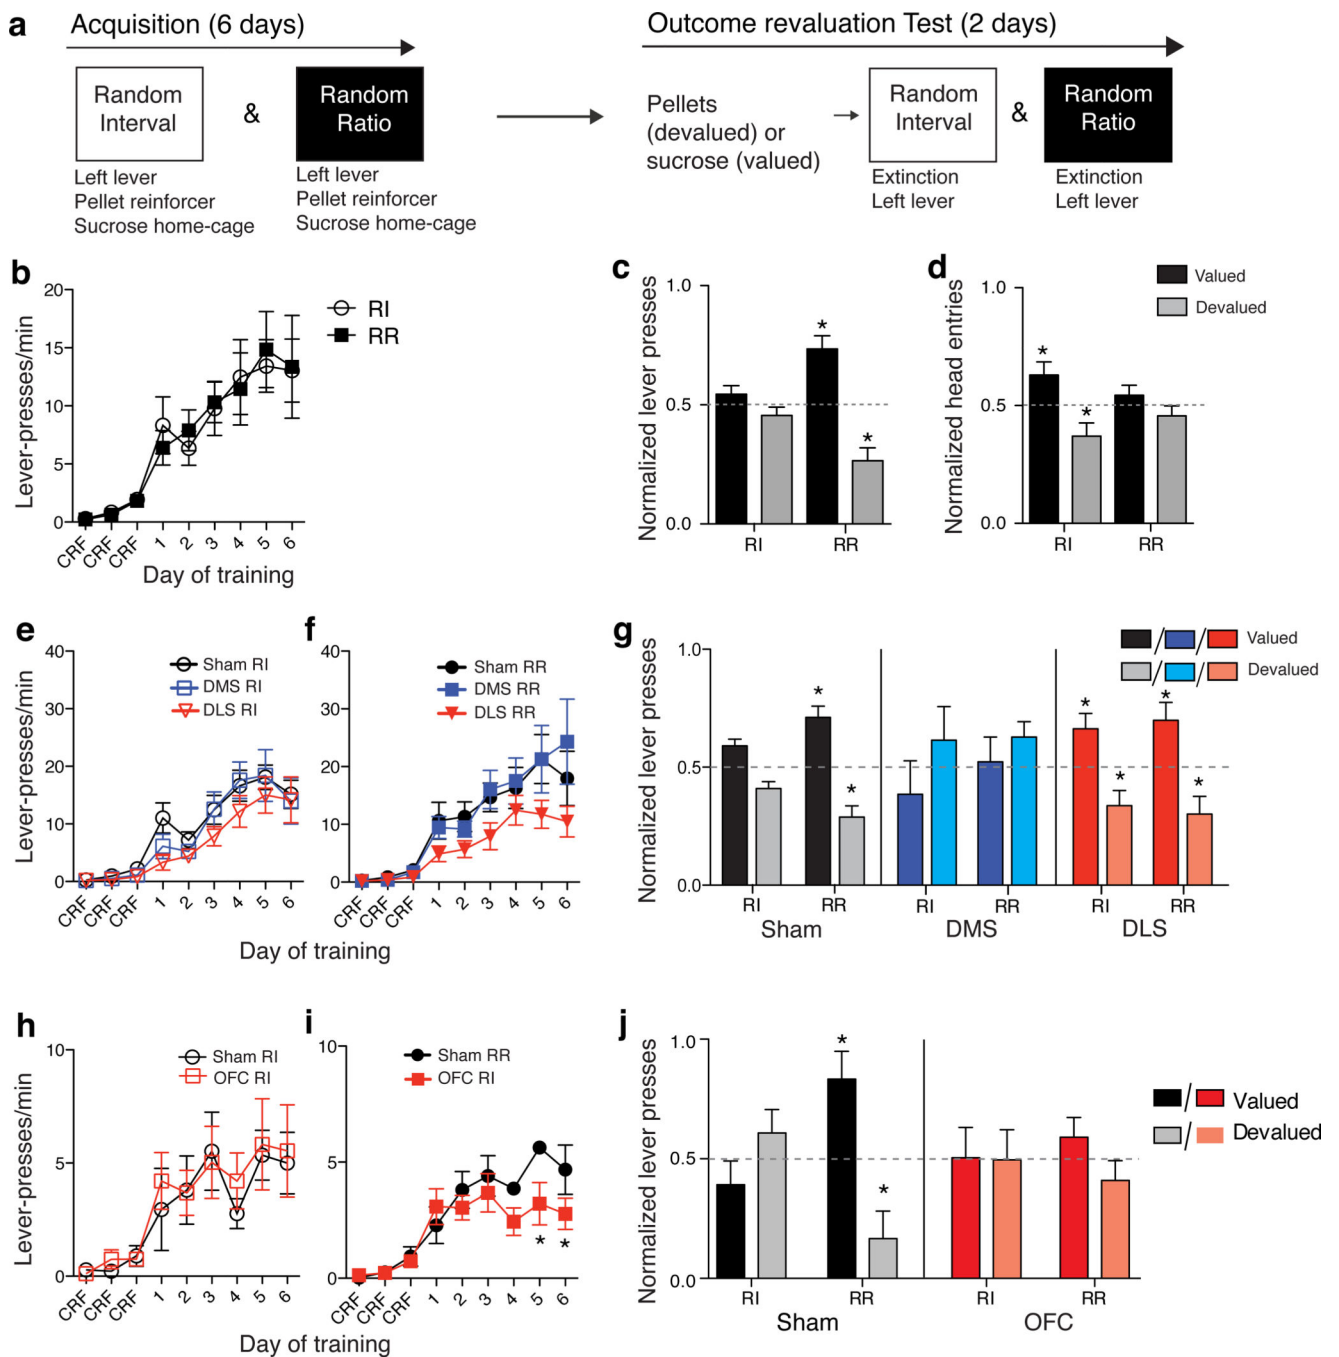 a
Acquisition (6 days)
Outcome revaluation Test (2 days)
Random
Interval
&
Random
Ratio
Pellets
(devalued) or
sucrose (valued)
Random
Interval
&
Random
Ratio
Left lever
Pellet reinforcer
Sucrose home-cage
Left lever
Pellet reinforcer
Sucrose home-cage
Extinction
Left lever
Extinction
Left lever
b
Lever-presses/min
20
15
10
5
0
RI
RR
CRF
CRF
CRF
1
2
3
4
5
6
Day of training
c
Normalized lever presses
1.0
0.5
0.0
*
*
RI
RR
d
Normalized head entries
1.0
0.5
0.0
*
*
RI
RR
Valued
Devalued
e
Lever-presses/min
40
30
20
10
0
Sham RI
DMS RI
DLS RI
CRF
CRF
CRF
1
2
3
4
5
6
f
40
30
20
10
0
Sham RR
DMS RR
DLS RR
CRF
CRF
CRF
1
2
3
4
5
6
Day of training
g
Normalized lever presses
1.0
0.5
0.0
/ / Valued
/ / Devalued
*
*
*
*
*
*
RI
RR
RI
RR
RI
RR
Sham
DMS
DLS
h
Lever-presses/min
10
5
0
Sham RI
OFC RI
CRF
CRF
CRF
1
2
3
4
5
6
i
10
5
0
Sham RR
OFC RI
*
*
CRF
CRF
CRF
1
2
3
4
5
6
Day of training
j
Normalized lever presses
1.0
0.5
0.0
*
*
/ Valued
/ Devalued
RI
RR
RI
RR
Sham
OFC